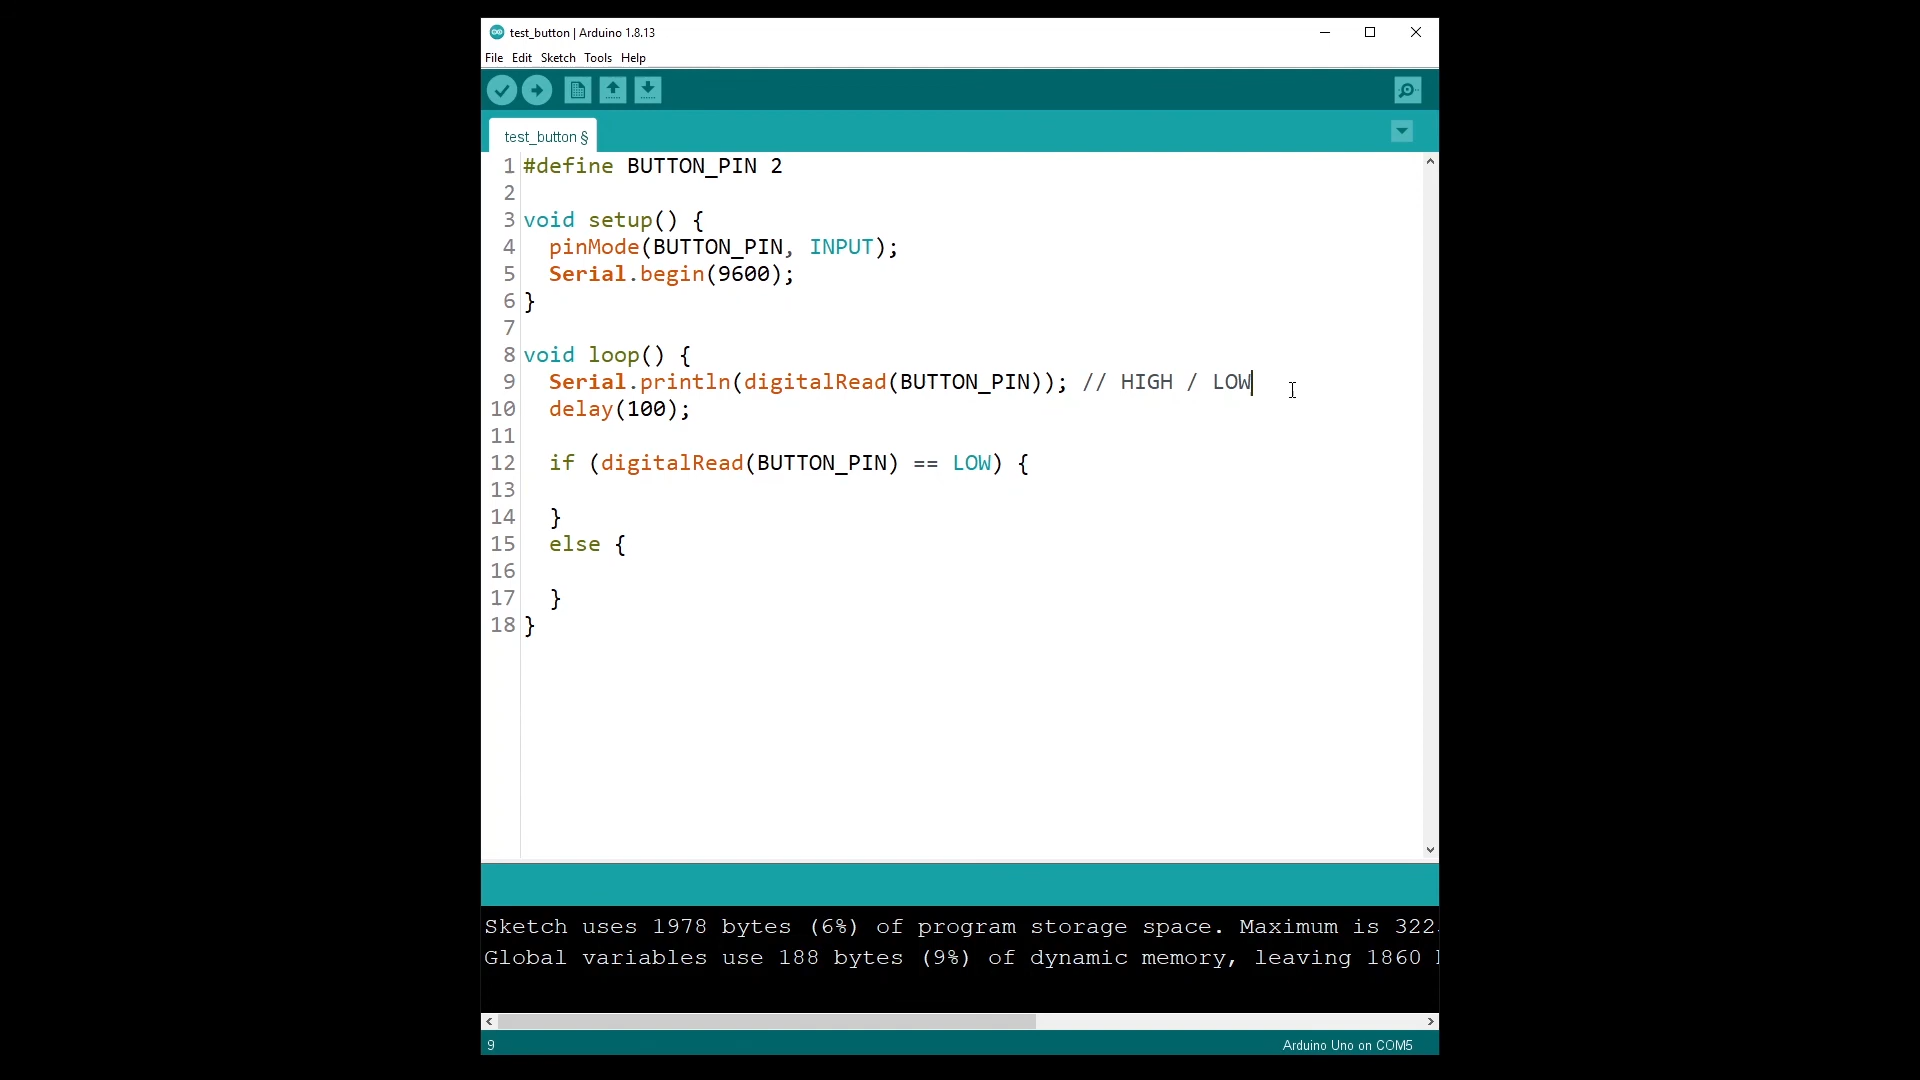 test_button | Arduino 1.8.13
File Edit Sketch Tools Help
test_button §
1 #define BUTTON_PIN 2
2
3 void setup() {
4   pinMode(BUTTON_PIN, INPUT);
5   Serial.begin(9600);
6 }
7
8 void loop() {
9   Serial.println(digitalRead(BUTTON_PIN)); // HIGH / LOW
10   delay(100);
11
12   if (digitalRead(BUTTON_PIN) == LOW) {
13
14   }
15   else {
16
17   }
18 }
Sketch uses 1978 bytes (6%) of program storage space. Maximum is 322
Global variables use 188 bytes (9%) of dynamic memory, leaving 1860
9 Arduino Uno on COM5